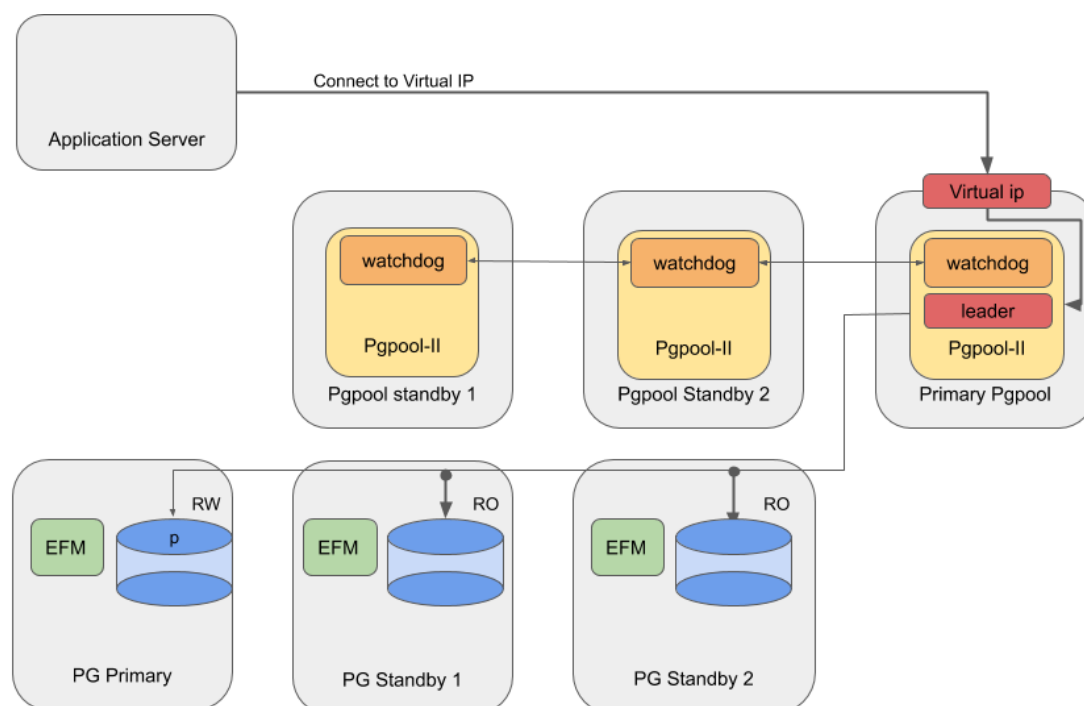 Connect to Virtual IP
Application Server
Virtual ip
watchdog
watchdog
watchdog
leader
Pgpool-II
Pgpool-II
Pgpool-II
Pgpool standby 1
Pgpool Standby 2
Primary Pgpool
RW
RO
RO
p
EFM
EFM
EFM
PG Primary
PG Standby 1
PG Standby 2